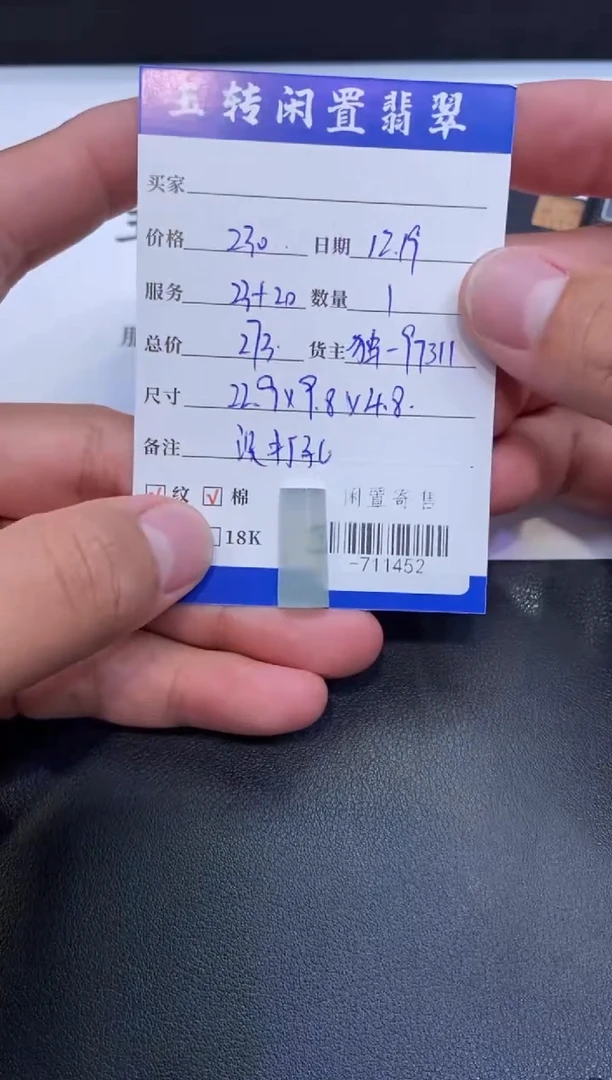 玉转闲置翡翠
买家
价格 230. 日期 12.19
服务 23+20 数量 1
总价 273. 货主 独-97311
尺寸 22.9x9.8x4.8.
备注 没打孔
纹 棉 闲置寄售
18K
-711452